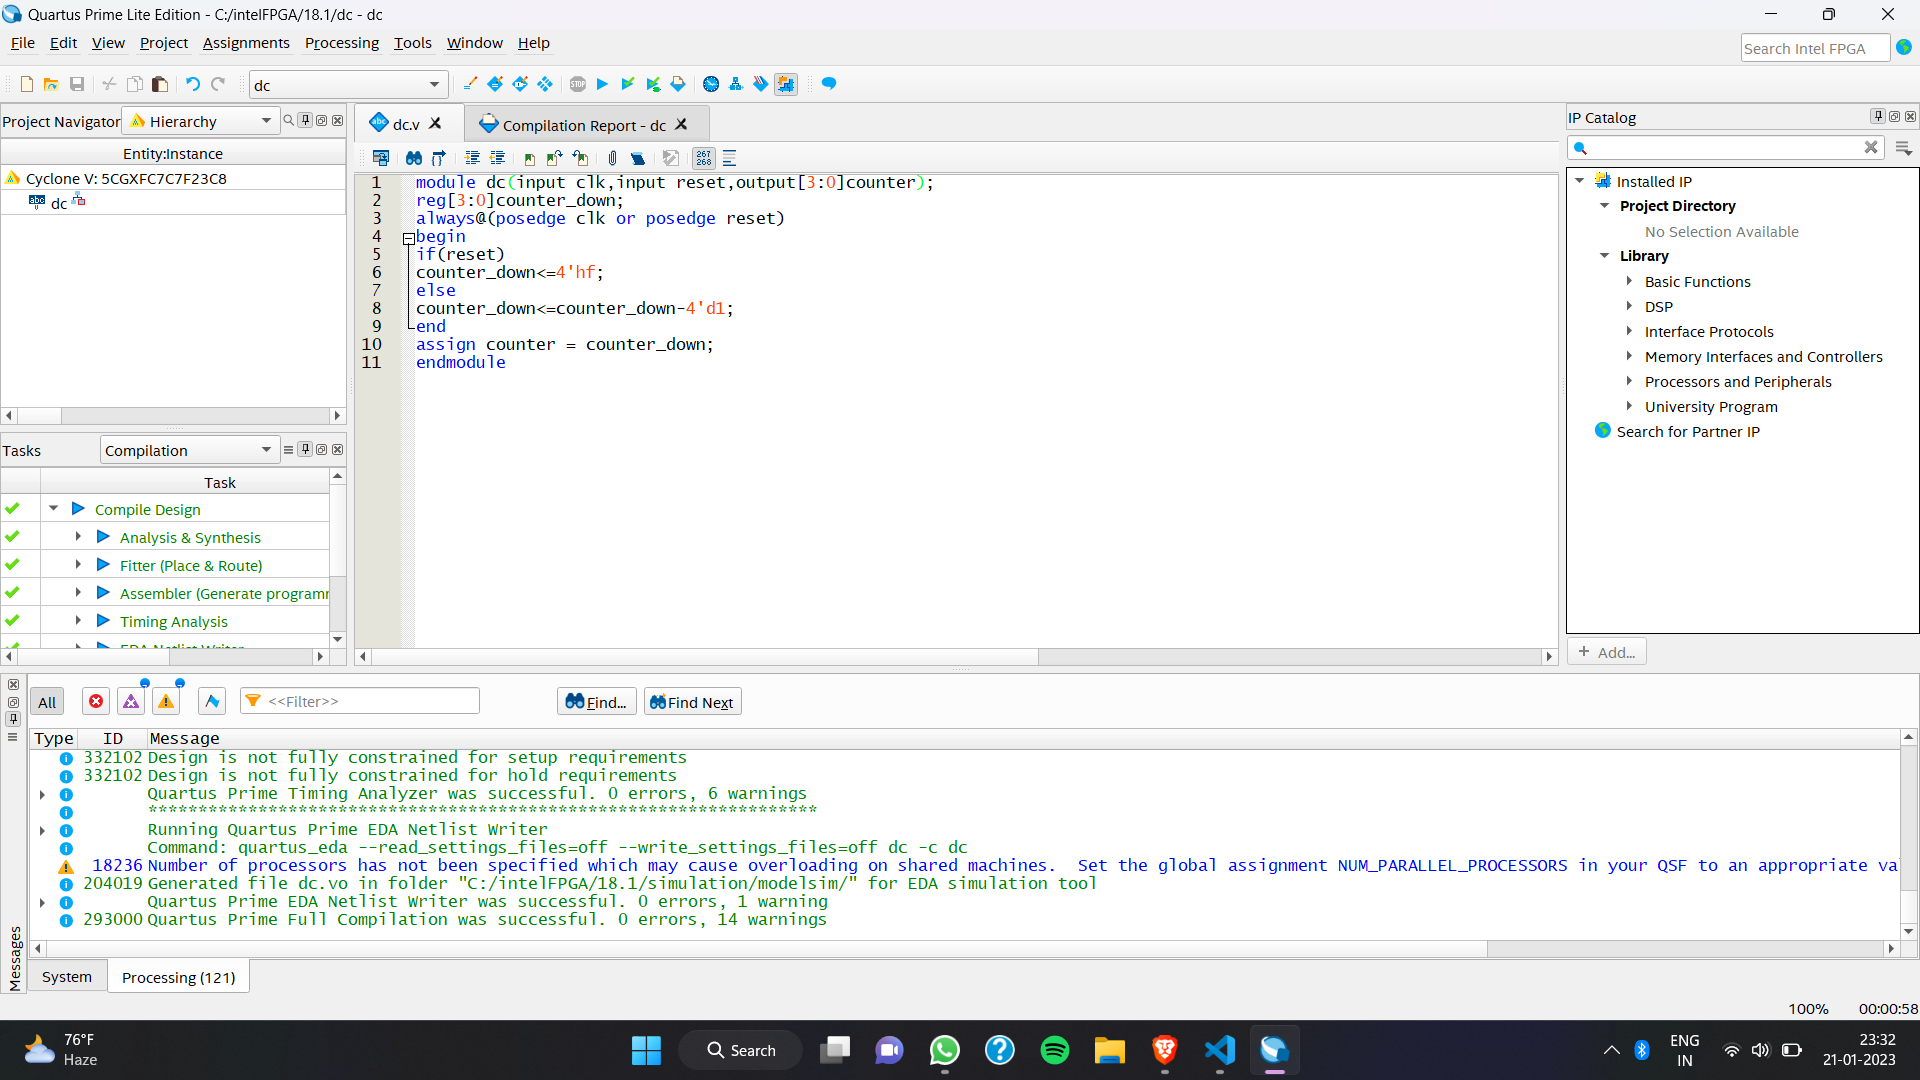 Quartus Prime Lite Edition - C:/intelFPGA/18.1/dc - dc
File Edit View Project Assignments Processing Tools Window Help
Search Intel FPGA
dc
Project Navigator Hierarchy
Entity:Instance
Cyclone V: 5CGXFC7C7F23C8
abc dc
Tasks Compilation
Task
Compile Design
Analysis & Synthesis
Fitter (Place & Route)
Assembler (Generate programm
Timing Analysis
EDA Netlist Writer
abc dc.v
Compilation Report - dc
267
268
1 module dc(input clk,input reset,output[3:0]counter);
2 reg[3:0]counter_down;
3 always@(posedge clk or posedge reset)
4 begin
5 if(reset)
6 counter_down<=4'hf;
7 else
8 counter_down<=counter_down-4'd1;
9 end
10 assign counter = counter_down;
11 endmodule
IP Catalog
Installed IP
Project Directory
No Selection Available
Library
Basic Functions
DSP
Interface Protocols
Memory Interfaces and Controllers
Processors and Peripherals
University Program
Search for Partner IP
+ Add...
All <<Filter>> Find... Find Next
Type ID Message
332102 Design is not fully constrained for setup requirements
332102 Design is not fully constrained for hold requirements
Quartus Prime Timing Analyzer was successful. 0 errors, 6 warnings
*******************************************************************
Running Quartus Prime EDA Netlist Writer
Command: quartus_eda --read_settings_files=off --write_settings_files=off dc -c dc
18236 Number of processors has not been specified which may cause overloading on shared machines.  Set the global assignment NUM_PARALLEL_PROCESSORS in your QSF to an appropriate va
204019 Generated file dc.vo in folder "C:/intelFPGA/18.1/simulation/modelsim/" for EDA simulation tool
Quartus Prime EDA Netlist Writer was successful. 0 errors, 1 warning
293000 Quartus Prime Full Compilation was successful. 0 errors, 14 warnings
Messages
System Processing (121)
100% 00:00:58
76°F
Haze
Search
ENG
IN
23:32
21-01-2023